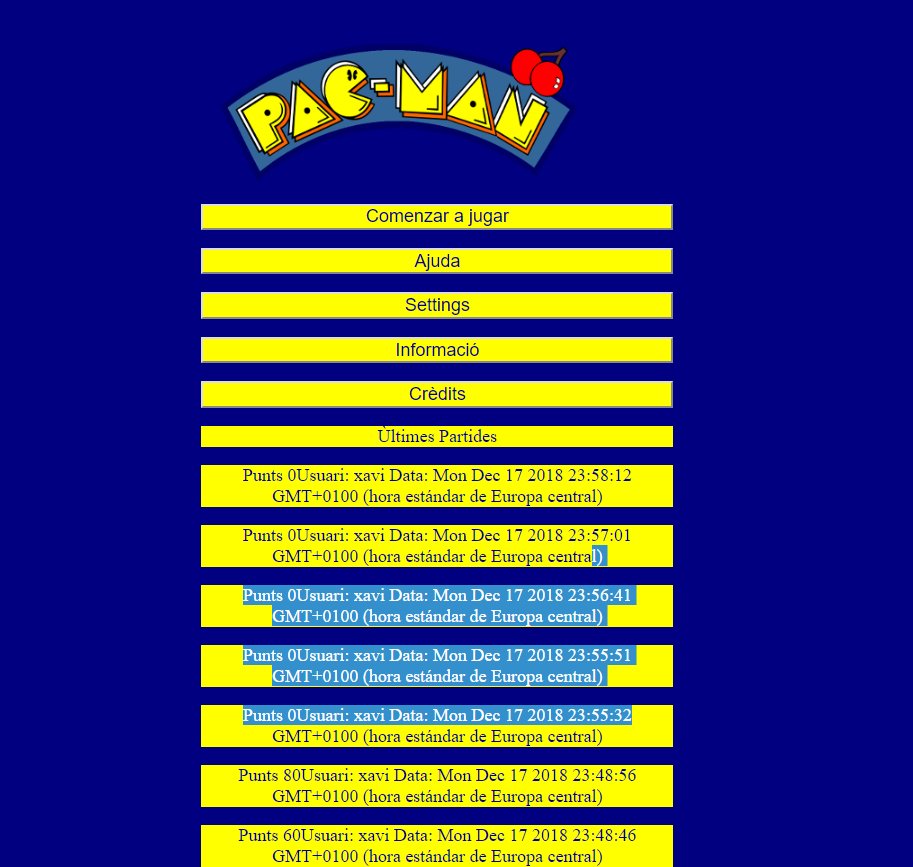 PAC-MAN
Comenzar a jugar
Ajuda
Settings
Informació
Crèdits
Ùltimes Partides
Punts 0Usuari: xavi Data: Mon Dec 17 2018 23:58:12
GMT+0100 (hora estándar de Europa central)
Punts 0Usuari: xavi Data: Mon Dec 17 2018 23:57:01
GMT+0100 (hora estándar de Europa central)
Punts 0Usuari: xavi Data: Mon Dec 17 2018 23:56:41
GMT+0100 (hora estándar de Europa central)
Punts 0Usuari: xavi Data: Mon Dec 17 2018 23:55:51
GMT+0100 (hora estándar de Europa central)
Punts 0Usuari: xavi Data: Mon Dec 17 2018 23:55:32
GMT+0100 (hora estándar de Europa central)
Punts 80Usuari: xavi Data: Mon Dec 17 2018 23:48:56
GMT+0100 (hora estándar de Europa central)
Punts 60Usuari: xavi Data: Mon Dec 17 2018 23:48:46
GMT+0100 (hora estándar de Europa central)